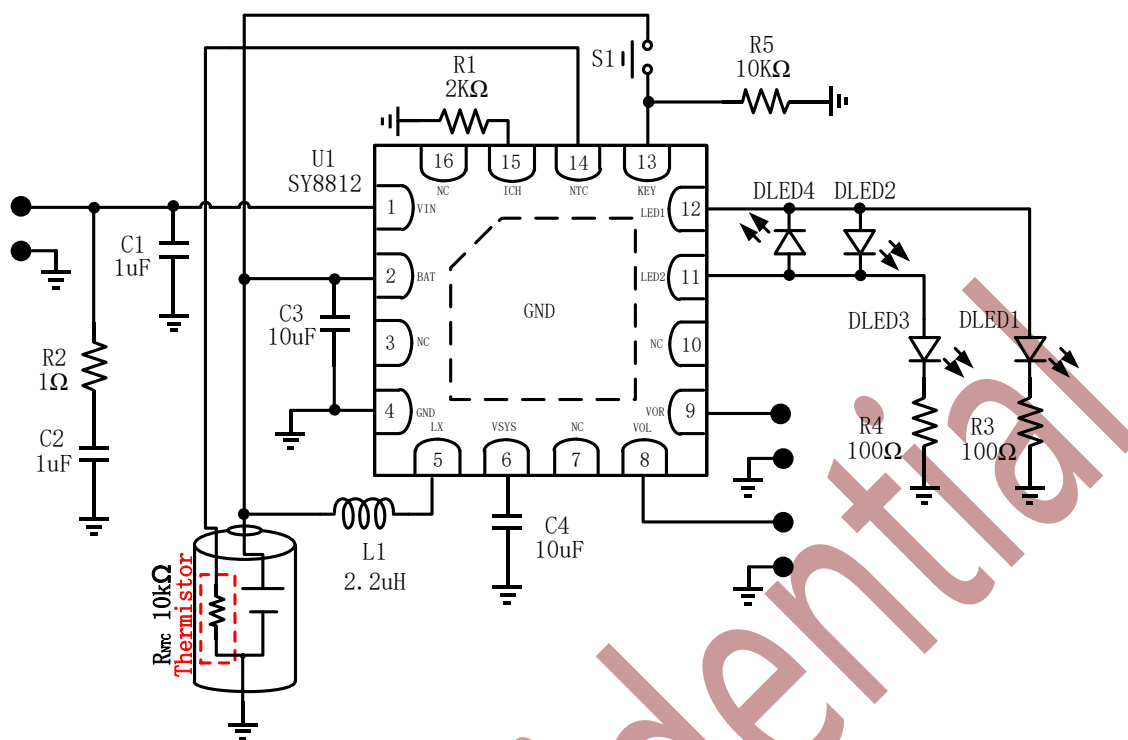 S1
R5
10KΩ
R1
2KΩ
U1
SY8812
16
NC
15
ICH
14
NTC
13
KEY
1
VIN
LED1
12
DLED4
DLED2
C1
1uF
2
BAT
LED2
11
GND
C3
10uF
3
NC
NC
10
DLED3
DLED1
R2
1Ω
4
GND
VOR
9
R4
100Ω
R3
100Ω
LX
5
VSYS
6
NC
7
VOL
8
C2
1uF
L1
2.2uH
C4
10uF
RNTC 10kΩ
Thermistor
idential